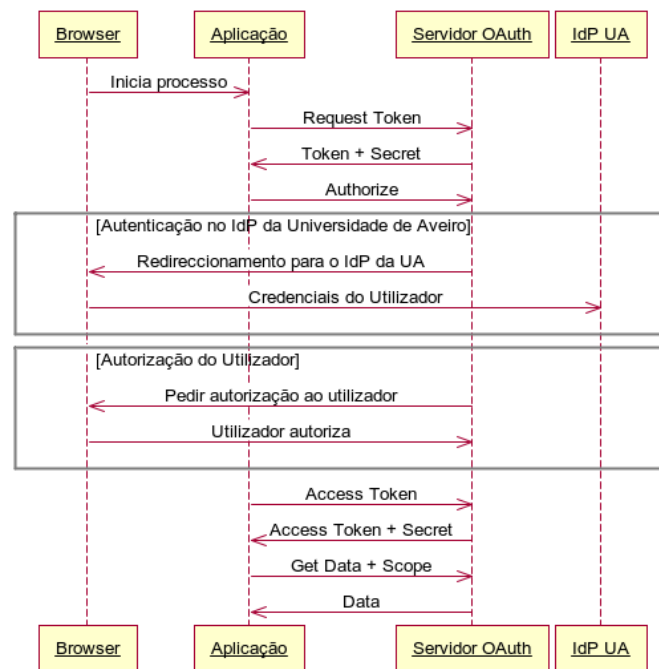 Browser Aplicação Servidor OAuth IdP UA
Inicia processo
Request Token
Token + Secret
Authorize
[Autenticação no IdP da Universidade de Aveiro]
Redireccionamento para o IdP da UA
Credenciais do Utilizador
[Autorização do Utilizador]
Pedir autorização ao utilizador
Utilizador autoriza
Access Token
Access Token + Secret
Get Data + Scope
Data
Browser Aplicação Servidor OAuth IdP UA